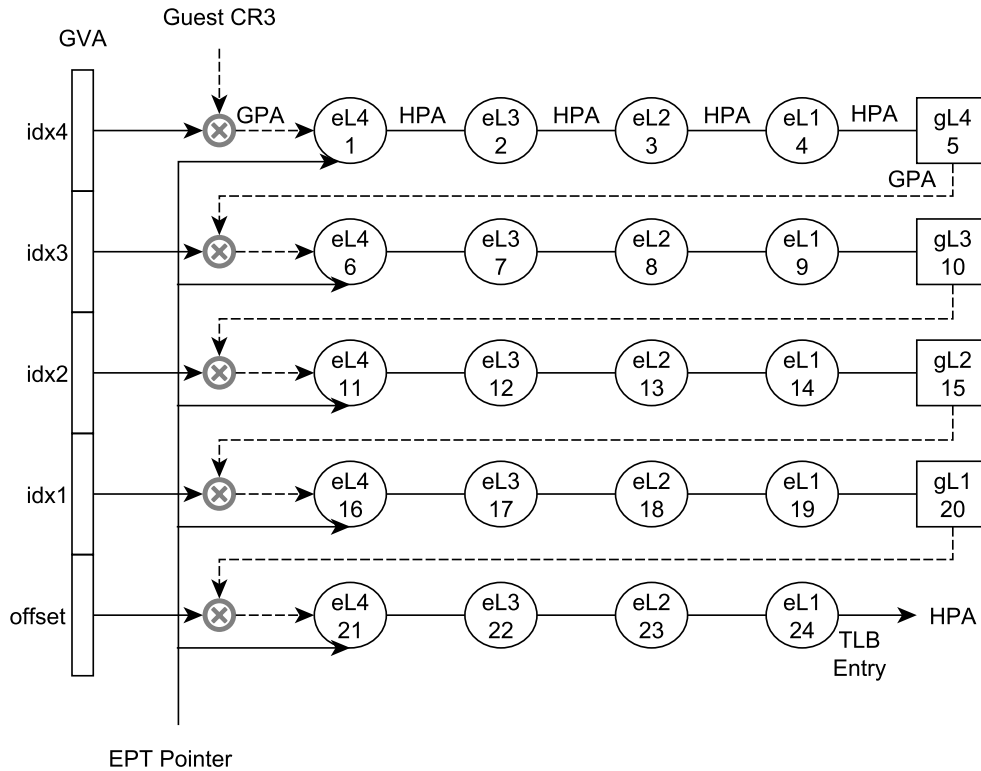 Guest CR3
GVA
idx4
GPA
eL4
1
HPA
eL3
2
HPA
eL2
3
HPA
eL1
4
HPA
gL4
5
GPA
idx3
eL4
6
eL3
7
eL2
8
eL1
9
gL3
10
idx2
eL4
11
eL3
12
eL2
13
eL1
14
gL2
15
idx1
eL4
16
eL3
17
eL2
18
eL1
19
gL1
20
offset
eL4
21
eL3
22
eL2
23
eL1
24
HPA
TLB
Entry
EPT Pointer